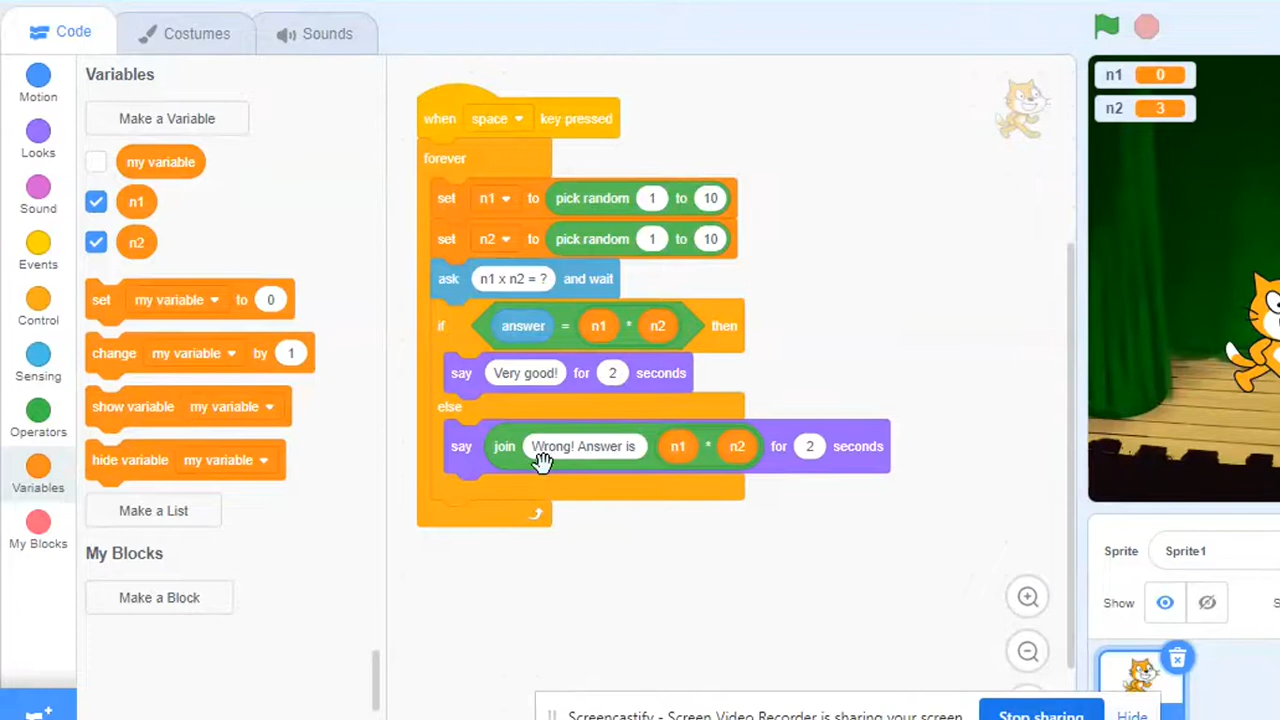 Code
Costumes
Sounds
Motion
Looks
Sound
Events
Control
Sensing
Operators
Variables
My Blocks
Variables
Make a Variable
my variable
n1
n2
set my variable to 0
change my variable by 1
show variable my variable
hide variable my variable
Make a List
My Blocks
Make a Block
when space key pressed
forever
set n1 to pick random 1 to 10
set n2 to pick random 1 to 10
ask n1 x n2 = ? and wait
if answer = n1 * n2 then
say Very good! for 2 seconds
else
say join Wrong! Answer is n1 * n2 for 2 seconds
n1 0
n2 3
Sprite Sprite1
Show S
Screencastify - Screen Video Recorder is sharing your screen.
Stop sharing
Hide